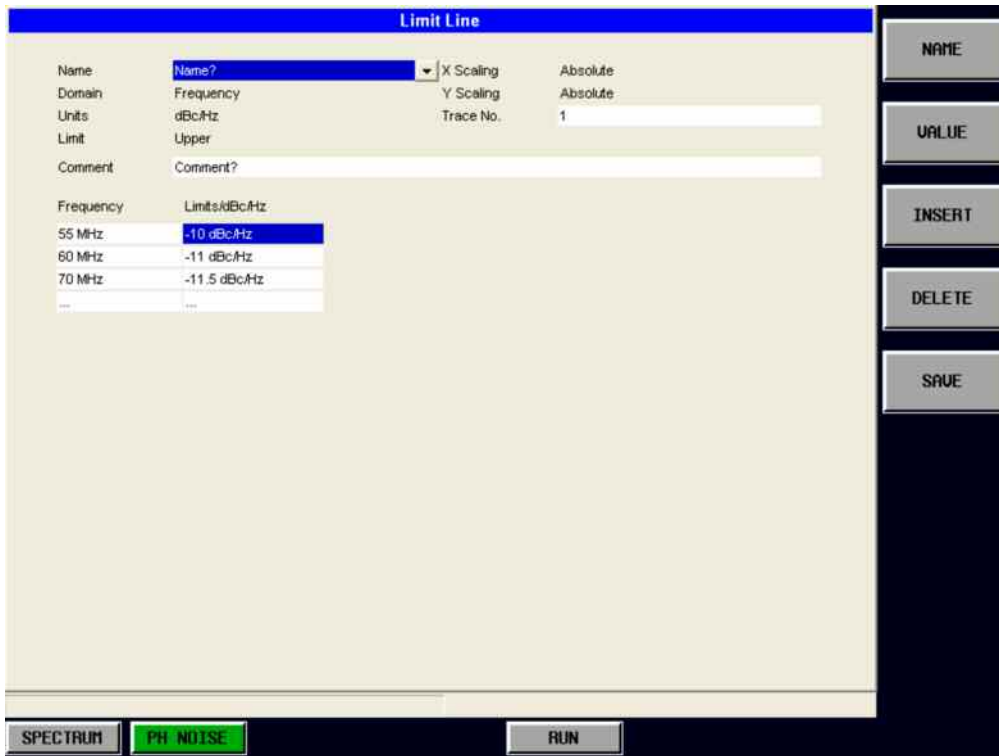 Limit Line
Name Name? X Scaling Absolute
Domain Frequency Y Scaling Absolute
Units dBc/Hz Trace No. 1
Limit Upper
Comment Comment?
Frequency Limits/dBc/Hz
55 MHz -10 dBc/Hz
60 MHz -11 dBc/Hz
70 MHz -11.5 dBc/Hz
... ...
NAME
VALUE
INSERT
DELETE
SAVE
SPECTRUM PH NOISE RUN